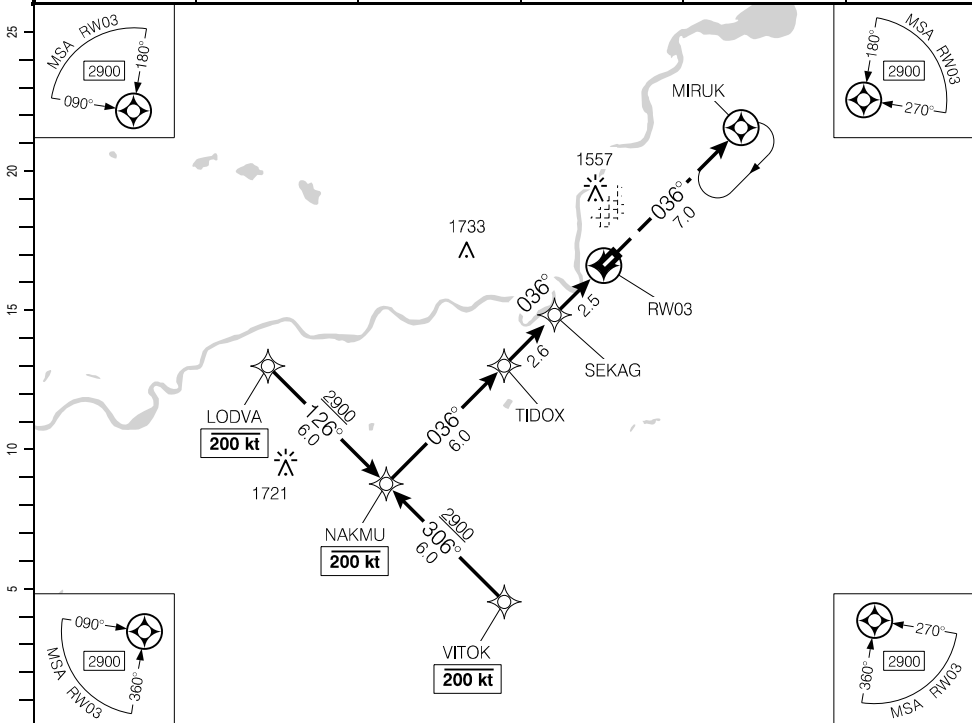 25
20
15
10
5
MSA RW03
2900
180°
090°
MSA RW03
2900
180°
270°
MIRUK
1557
036°
7.0
1733
036°
2.5
RW03
2.6
SEKAG
TIDOX
LODVA
200 kt
2900
126°
6.0
036°
6.0
1721
NAKMU
200 kt
2900
306°
6.0
VITOK
200 kt
090°
2900
360°
MSA RW03
270°
2900
360°
MSA RW03